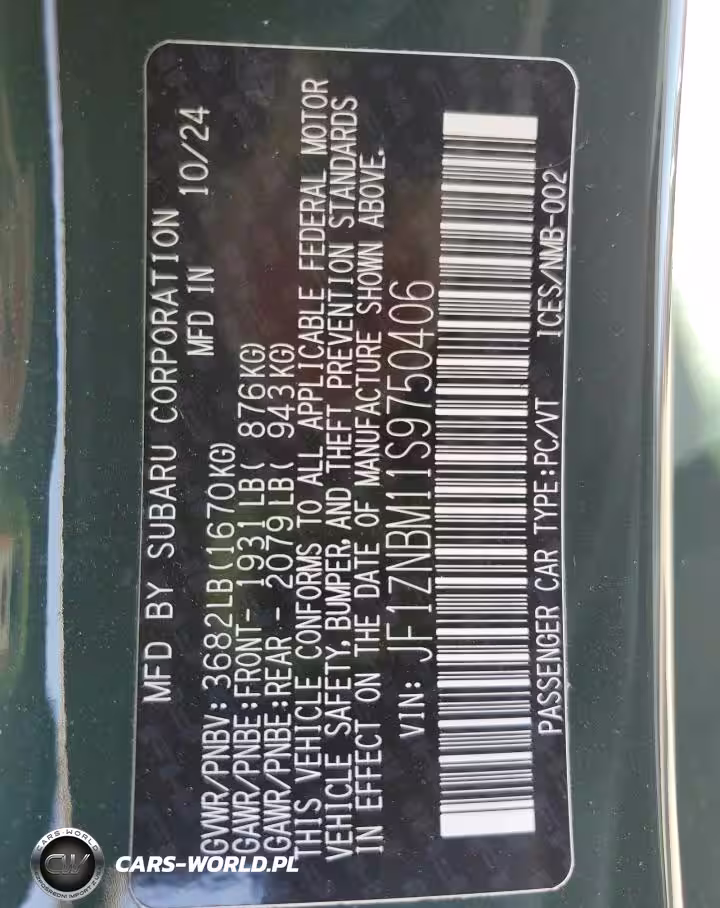 MFD BY SUBARU CORPORATION 10/24
MFD IN
GVWR/PNBV: 3682LB(1670KG)
GAWR/PNBE:FRONT- 1931LB( 876KG)
GAWR/PNBE:REAR - 2079LB( 943KG)
THIS VEHICLE CONFORMS TO ALL APPLICABLE FEDERAL MOTOR
VEHICLE SAFETY, BUMPER, AND THEFT PREVENTION STANDARDS
IN EFFECT ON THE DATE OF MANUFACTURE SHOWN ABOVE.
VIN: JF1ZNBM11S9750406
PASSENGER CAR TYPE:PC/VT ICES/NMB-002
CARS-WORLD
CW
CARS-WORLD.PL